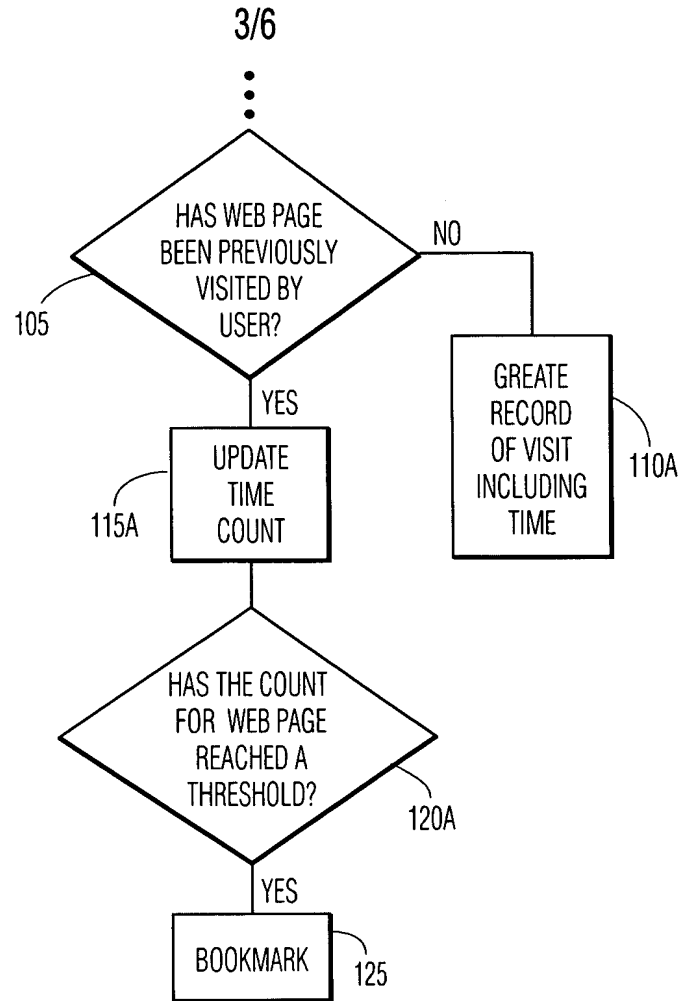 3/6
HAS WEB PAGE
BEEN PREVIOUSLY
VISITED BY
USER?
NO
105
YES
GREATE
RECORD
OF VISIT
INCLUDING
TIME
110A
UPDATE
TIME
COUNT
115A
HAS THE COUNT
FOR WEB PAGE
REACHED A
THRESHOLD?
120A
YES
BOOKMARK
125